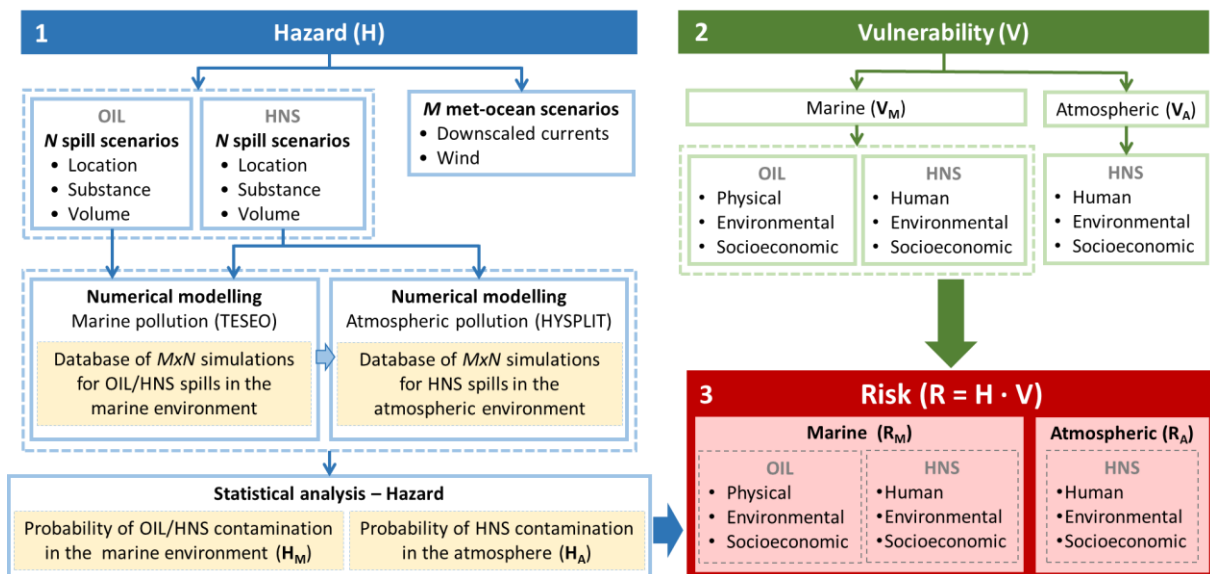 1 Hazard (H)
OIL
N spill scenarios
• Location
• Substance
• Volume
HNS
N spill scenarios
• Location
• Substance
• Volume
M met-ocean scenarios
• Downscaled currents
• Wind
Numerical modelling
Marine pollution (TESEO)
Database of MxN simulations
for OIL/HNS spills in the
marine environment
Numerical modelling
Atmospheric pollution (HYSPLIT)
Database of MxN simulations
for HNS spills in the
atmospheric environment
Statistical analysis – Hazard
Probability of OIL/HNS contamination
in the marine environment (HM)
Probability of HNS contamination
in the atmosphere (HA)
2 Vulnerability (V)
Marine (VM)
OIL
• Physical
• Environmental
• Socioeconomic
HNS
• Human
• Environmental
• Socioeconomic
Atmospheric (VA)
HNS
• Human
• Environmental
• Socioeconomic
3 Risk (R = H · V)
Marine (RM)
OIL
• Physical
• Environmental
• Socioeconomic
HNS
•Human
•Environmental
•Socioeconomic
Atmospheric (RA)
HNS
•Human
•Environmental
•Socioeconomic